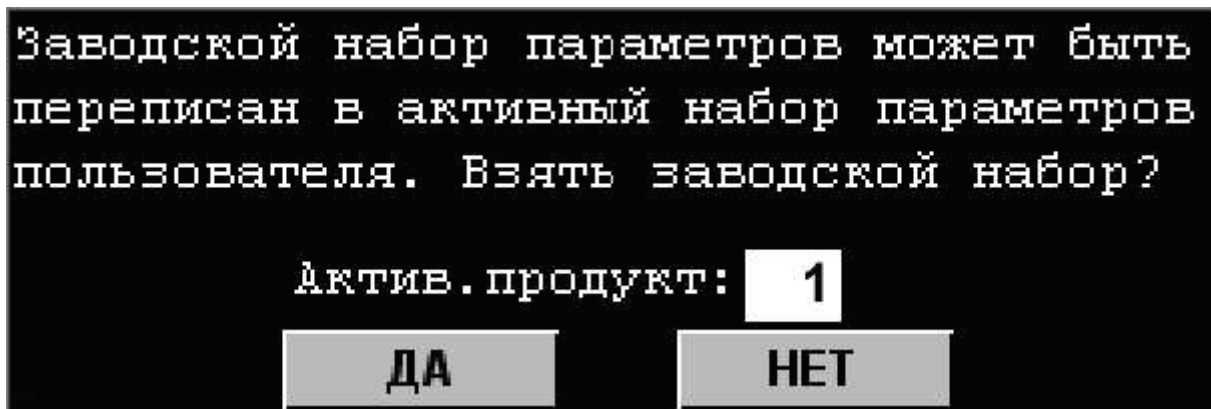 Заводской набор параметров может быть
переписан в активный набор параметров
пользователя. Взять заводской набор?
Актив.продукт: 1
ДА НЕТ